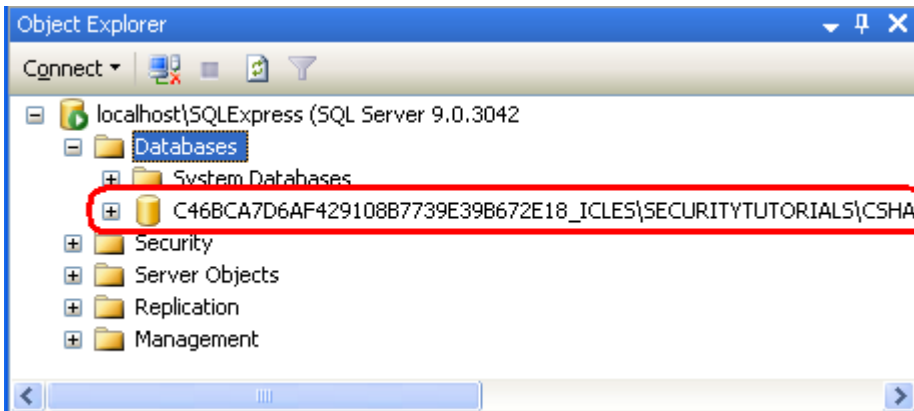 Object Explorer
Connect
localhost\SQLExpress (SQL Server 9.0.3042
Databases
System Databases
C46BCA7D6AF429108B7739E39B672E18_ICLES\SECURITYTUTORIALS\CSHA
Security
Server Objects
Replication
Management